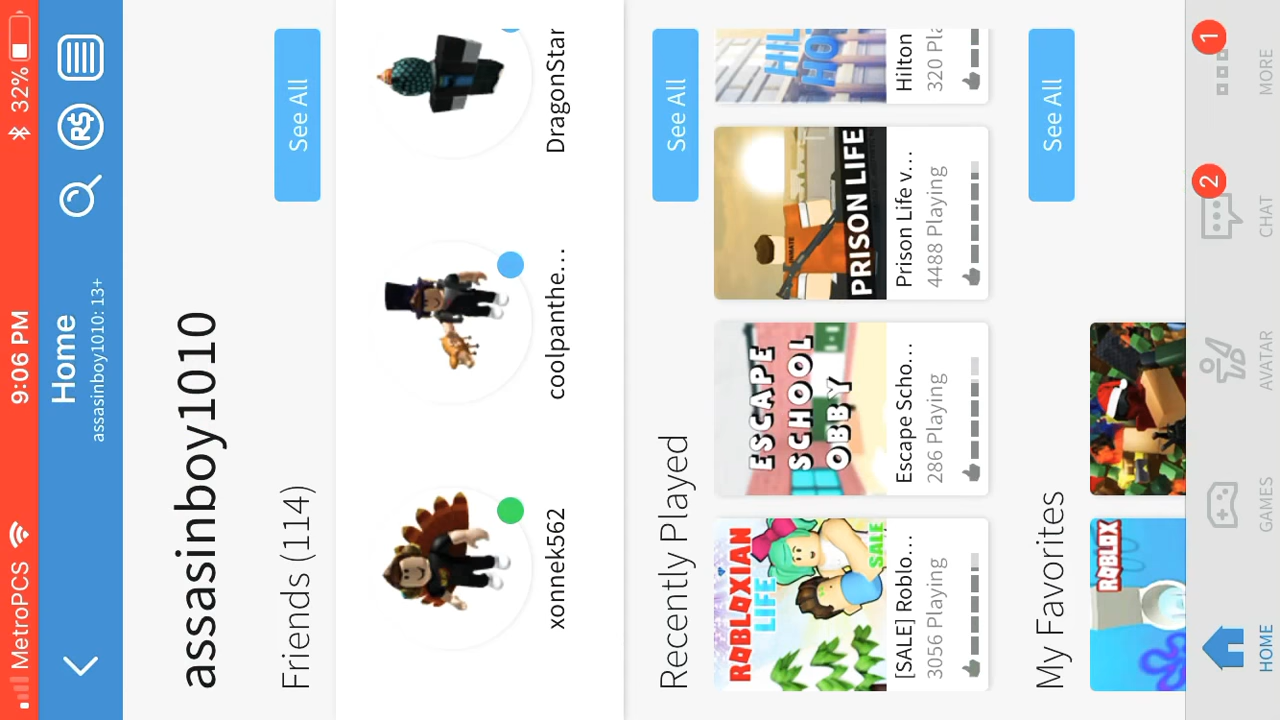 MetroPCS 9:06 PM 32%
Home
assasinboy1010: 13+
R$
assasinboy1010
Friends (114)
See All
xonnek562
coolpanthe...
DragonStar
Recently Played
See All
ROBLOXIAN
LIFE
SALE
[SALE] Roblo...
3056 Playing
ESCAPE
SCHOOL
OBBY
Escape Scho...
286 Playing
PRISON LIFE
Prison Life v...
4488 Playing
HIL
HO
Hilton
320 Pla
My Favorites
See All
ROBLOX
HOME
GAMES
AVATAR
CHAT
2
MORE
1